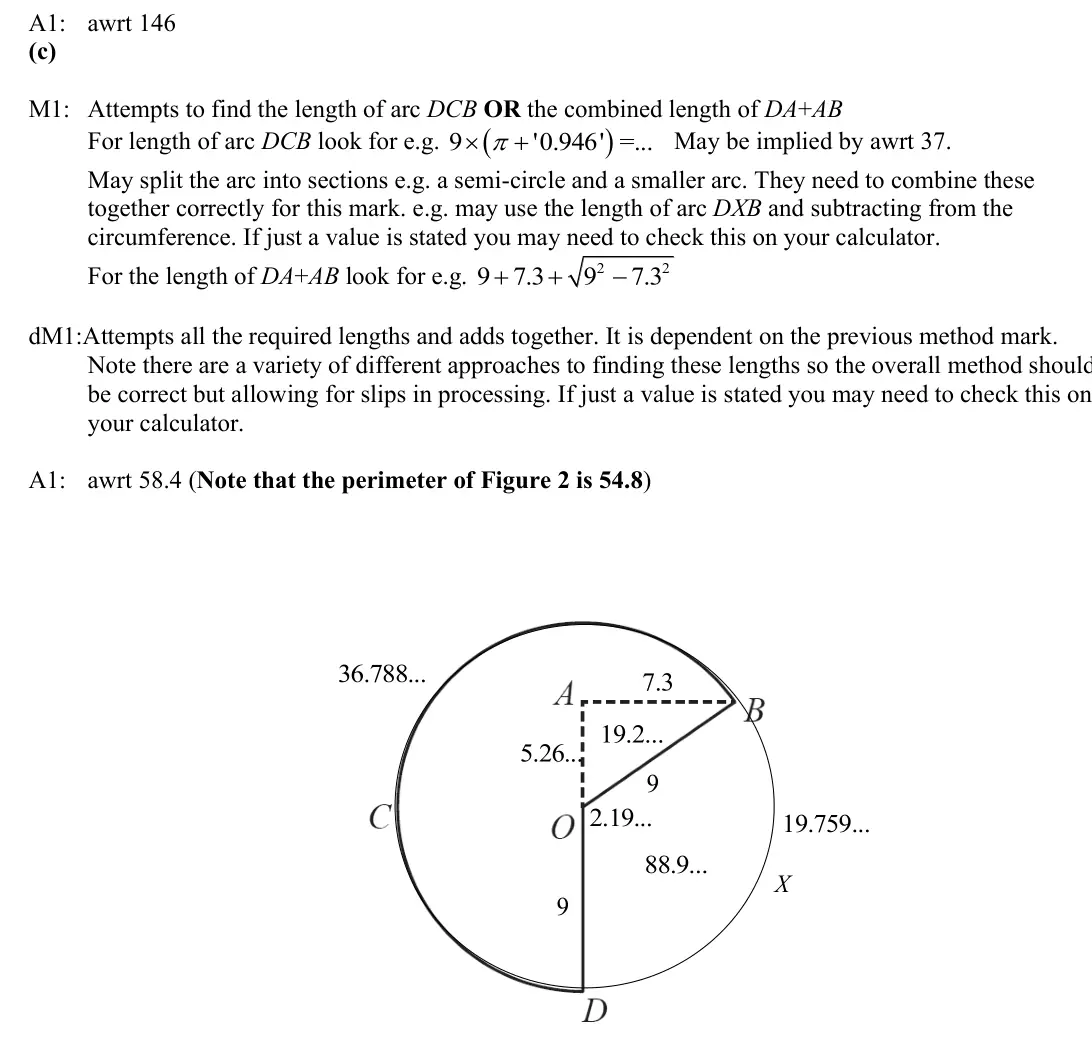 A1: awrt 146
(c)
M1: Attempts to find the length of arc DCB OR the combined length of DA+AB
For length of arc DCB look for e.g. 9×(π+'0.946')=... May be implied by awrt 37.
May split the arc into sections e.g. a semi-circle and a smaller arc. They need to combine these
together correctly for this mark. e.g. may use the length of arc DXB and subtracting from the
circumference. If just a value is stated you may need to check this on your calculator.
For the length of DA+AB look for e.g. 9+7.3+√(9²−7.3²)
dM1:Attempts all the required lengths and adds together. It is dependent on the previous method mark.
Note there are a variety of different approaches to finding these lengths so the overall method should
be correct but allowing for slips in processing. If just a value is stated you may need to check this on
your calculator.
A1: awrt 58.4 (Note that the perimeter of Figure 2 is 54.8)
36.788...
7.3
A
B
19.2...
5.26...
9
C
O
2.19...
19.759...
88.9...
X
9
D